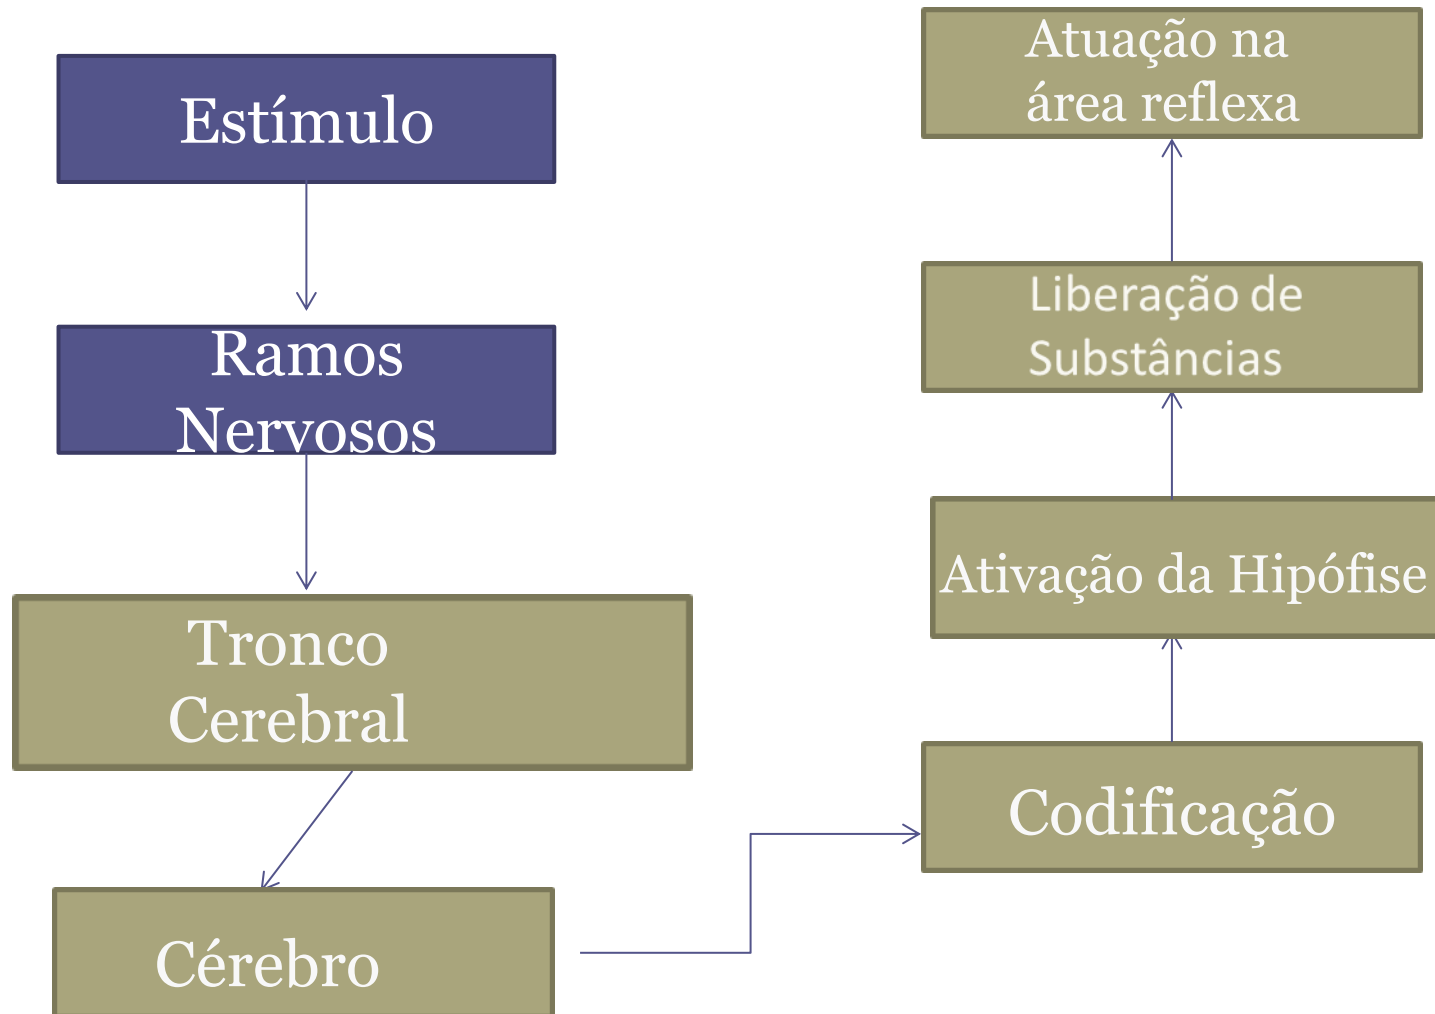 Estímulo
Ramos
Nervosos
Tronco
Cerebral
Cérebro
Atuação na
área reflexa
Liberação de
Substâncias
Ativação da Hipófise
Codificação